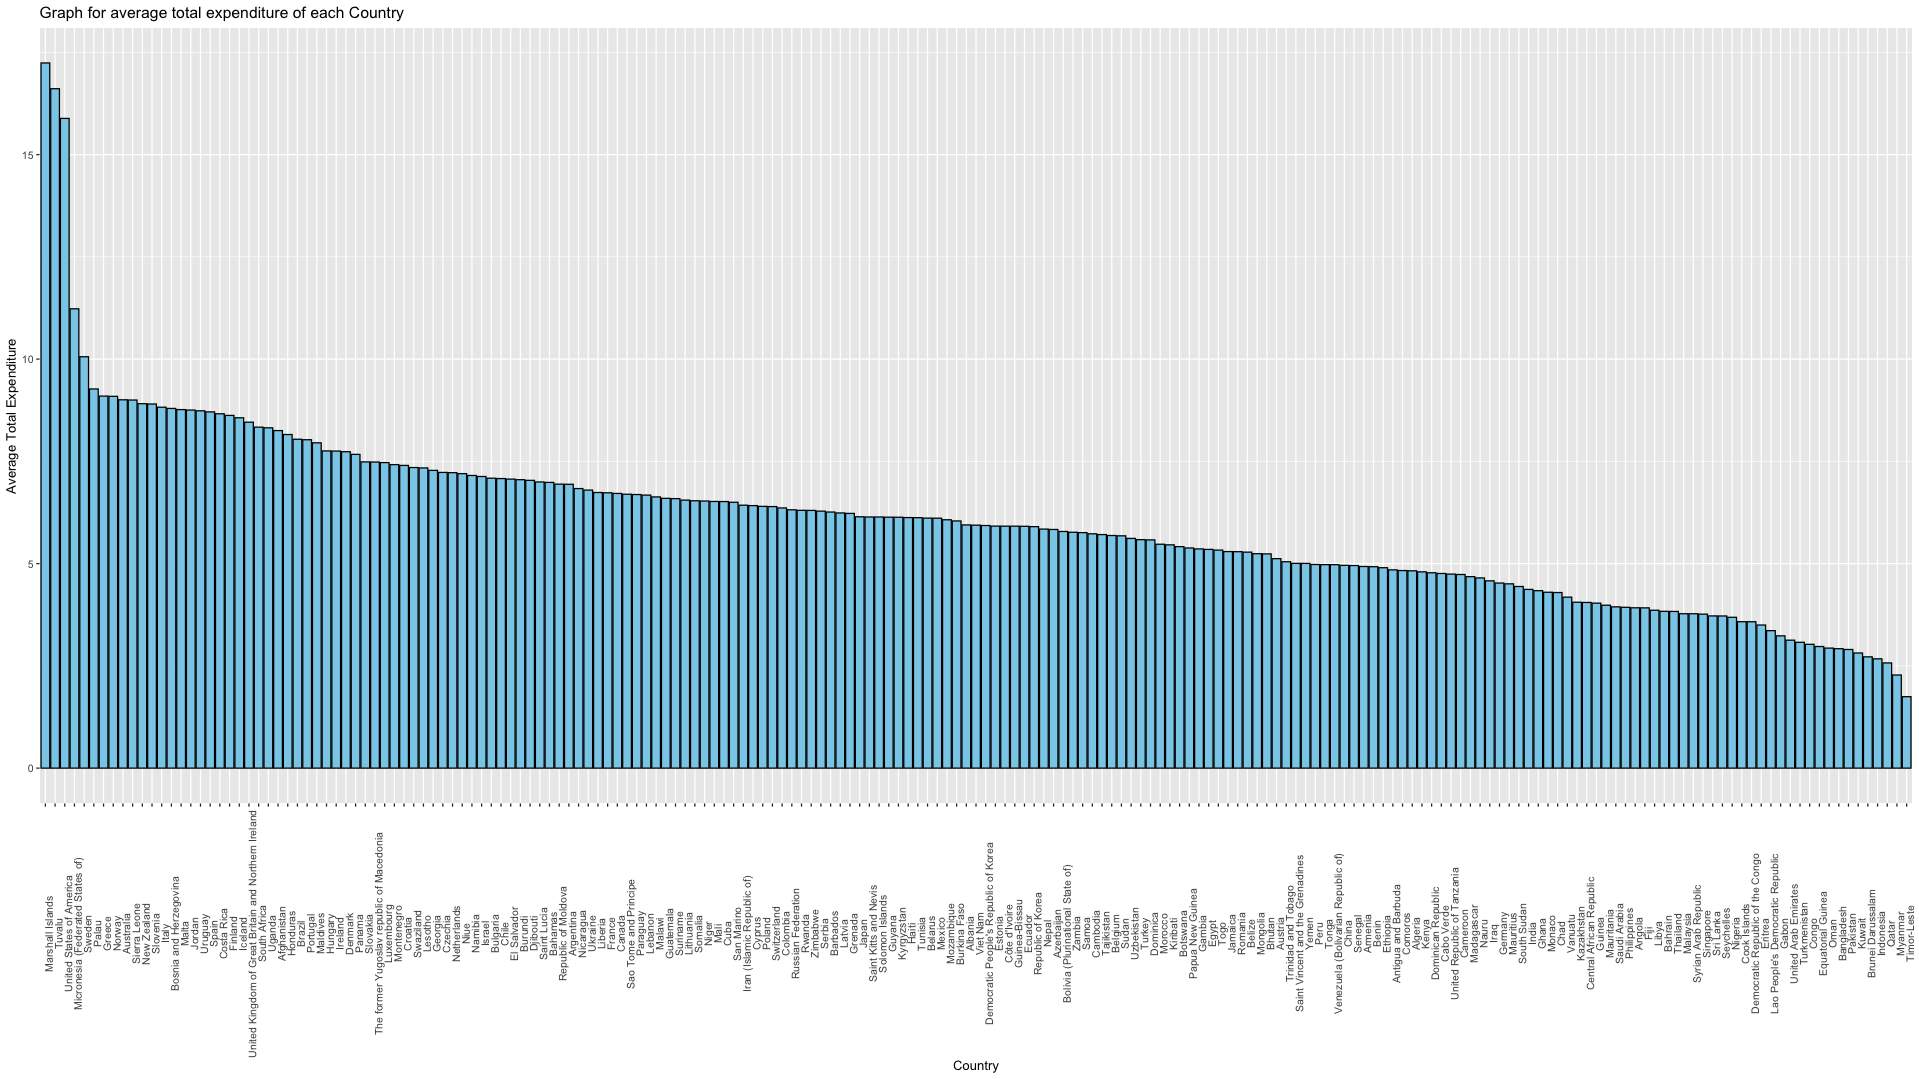 Graph for average total expenditure of each Country
Average Total Expenditure
15
10
5
0
Marshall Islands
Tuvalu
United States of America
Micronesia (Federated States of)
Sweden
Palau
Greece
Norway
Australia
Sierra Leone
New Zealand
Slovenia
Italy
Bosnia and Herzegovina
Malta
Jordan
Uruguay
Spain
Costa Rica
Finland
Iceland
United Kingdom of Great Britain and Northern Ireland
South Africa
Uganda
Afghanistan
Honduras
Brazil
Portugal
Maldives
Hungary
Ireland
Denmark
Panama
Slovakia
The former Yugoslav republic of Macedonia
Luxembourg
Montenegro
Croatia
Swaziland
Lesotho
Georgia
Czechia
Netherlands
Niue
Namibia
Israel
Bulgaria
Chile
El Salvador
Burundi
Djibouti
Saint Lucia
Bahamas
Republic of Moldova
Argentina
Nicaragua
Ukraine
Liberia
France
Canada
Sao Tome and Principe
Paraguay
Lebanon
Malawi
Guatemala
Suriname
Lithuania
Somalia
Niger
Mali
Cuba
San Marino
Iran (Islamic Republic of)
Cyprus
Poland
Switzerland
Colombia
Russian Federation
Rwanda
Zimbabwe
Serbia
Barbados
Latvia
Grenada
Japan
Saint Kitts and Nevis
Solomon Islands
Guyana
Kyrgyzstan
Haiti
Tunisia
Belarus
Mexico
Mozambique
Burkina Faso
Albania
Viet Nam
Democratic People's Republic of Korea
Estonia
Côte d'Ivoire
Guinea-Bissau
Ecuador
Republic of Korea
Nepal
Azerbaijan
Bolivia (Plurinational State of)
Zambia
Samoa
Cambodia
Tajikistan
Belgium
Sudan
Uzbekistan
Turkey
Dominica
Morocco
Kiribati
Botswana
Papua New Guinea
Gambia
Egypt
Togo
Jamaica
Romania
Belize
Mongolia
Bhutan
Austria
Trinidad and Tobago
Saint Vincent and the Grenadines
Yemen
Peru
Tonga
Venezuela (Bolivarian Republic of)
China
Senegal
Armenia
Benin
Ethiopia
Antigua and Barbuda
Comoros
Algeria
Kenya
Dominican Republic
Cabo Verde
United Republic of Tanzania
Cameroon
Madagascar
Nauru
Iraq
Germany
Mauritius
South Sudan
India
Ghana
Monaco
Chad
Vanuatu
Kazakhstan
Central African Republic
Guinea
Mauritania
Saudi Arabia
Philippines
Angola
Fiji
Libya
Bahrain
Thailand
Malaysia
Syrian Arab Republic
Singapore
Sri Lanka
Seychelles
Nigeria
Cook Islands
Democratic Republic of the Congo
Eritrea
Lao People's Democratic Republic
Gabon
United Arab Emirates
Turkmenistan
Congo
Equatorial Guinea
Oman
Bangladesh
Pakistan
Kuwait
Brunei Darussalam
Indonesia
Qatar
Myanmar
Timor-Leste
Country